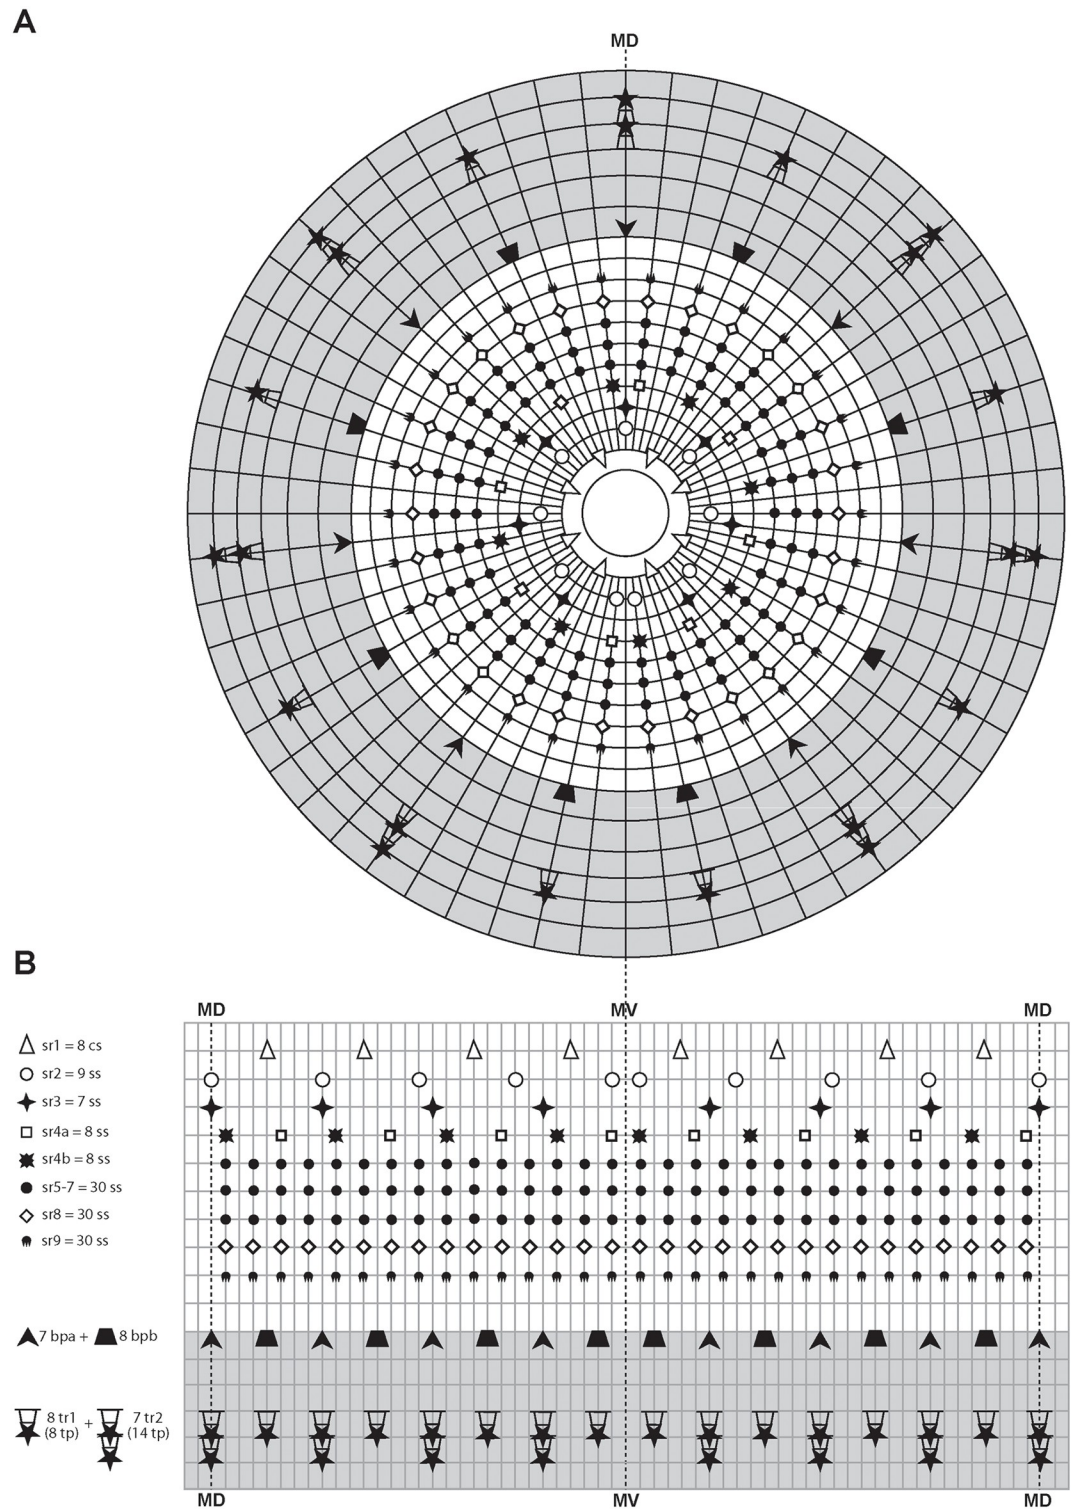 A
MD
B
MD MV MD
sr1 = 8 cs
sr2 = 9 ss
sr3 = 7 ss
sr4a = 8 ss
sr4b = 8 ss
sr5-7 = 30 ss
sr8 = 30 ss
sr9 = 30 ss
7 bpa + 8 bpb
8 tr1 + 7 tr2
(8 tp) (14 tp)
MD MV MD